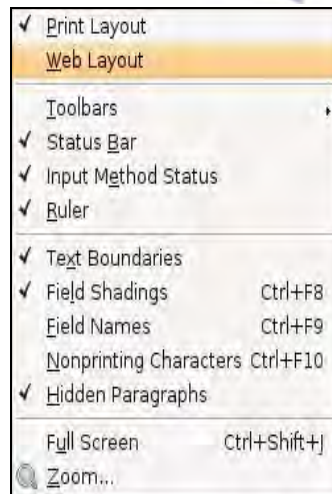 ✓ Print Layout
Web Layout
Toolbars
✓ Status Bar
✓ Input Method Status
✓ Ruler
✓ Text Boundaries
✓ Field Shadings Ctrl+F8
Field Names Ctrl+F9
Nonprinting Characters Ctrl+F10
✓ Hidden Paragraphs
Full Screen Ctrl+Shift+J
Zoom...